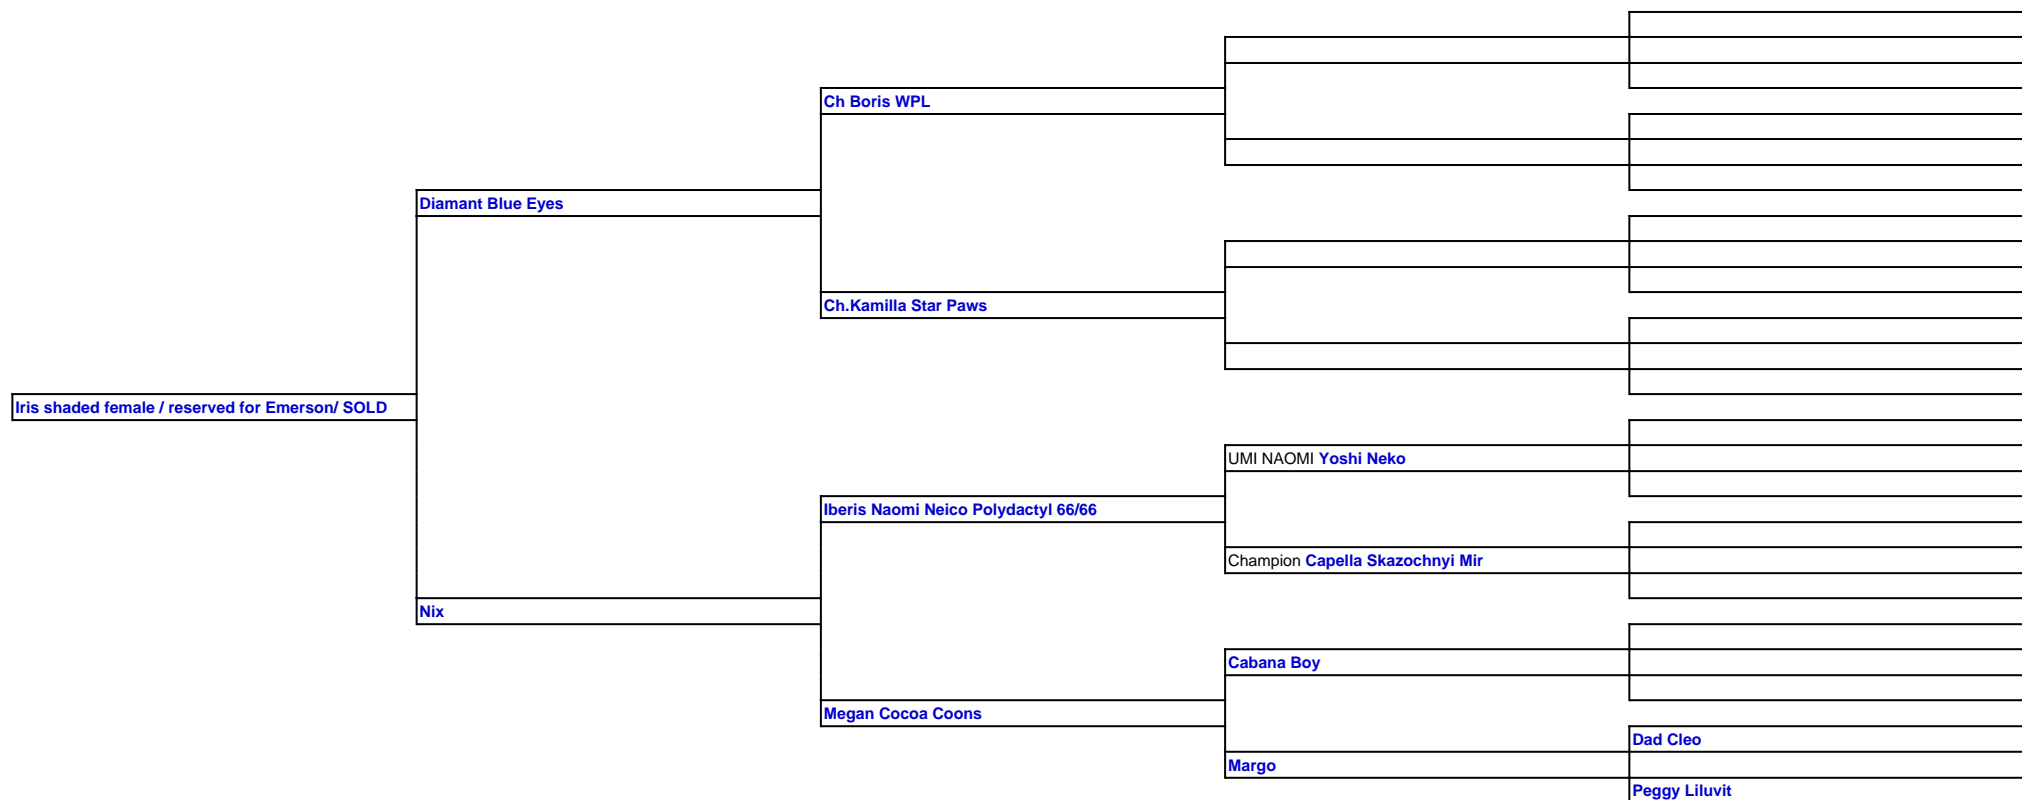 Ch Boris WPL
Diamant Blue Eyes
Ch.Kamilla Star Paws
Iris shaded female / reserved for Emerson/ SOLD
UMI NAOMI Yoshi Neko
Iberis Naomi Neico Polydactyl 66/66
Champion Capella Skazochnyi Mir
Nix
Cabana Boy
Megan Cocoa Coons
Dad Cleo
Margo
Peggy Liluvit